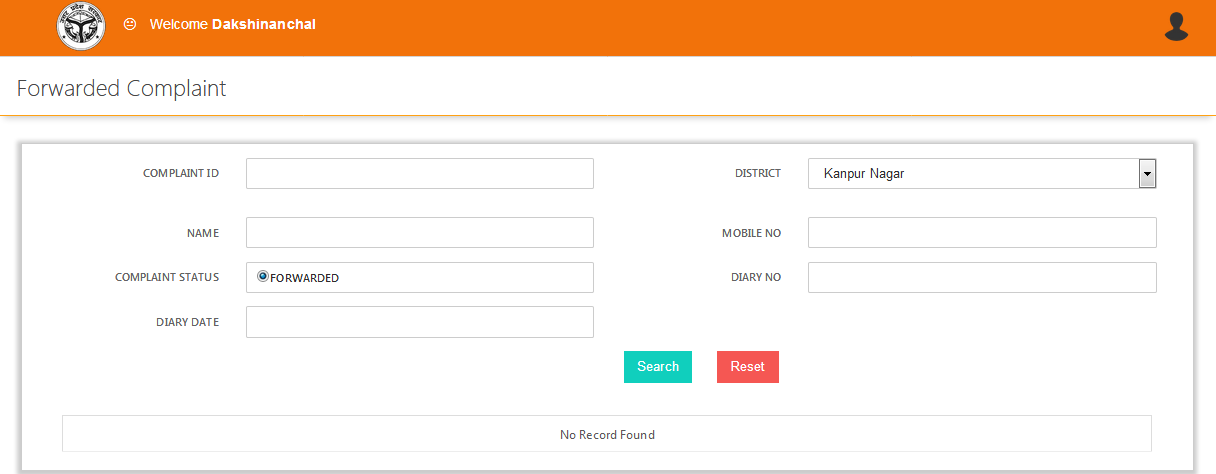 Welcome Dakshinanchal
Forwarded Complaint
COMPLAINT ID
DISTRICT Kanpur Nagar
NAME
MOBILE NO
COMPLAINT STATUS FORWARDED
DIARY NO
DIARY DATE
Search Reset
No Record Found